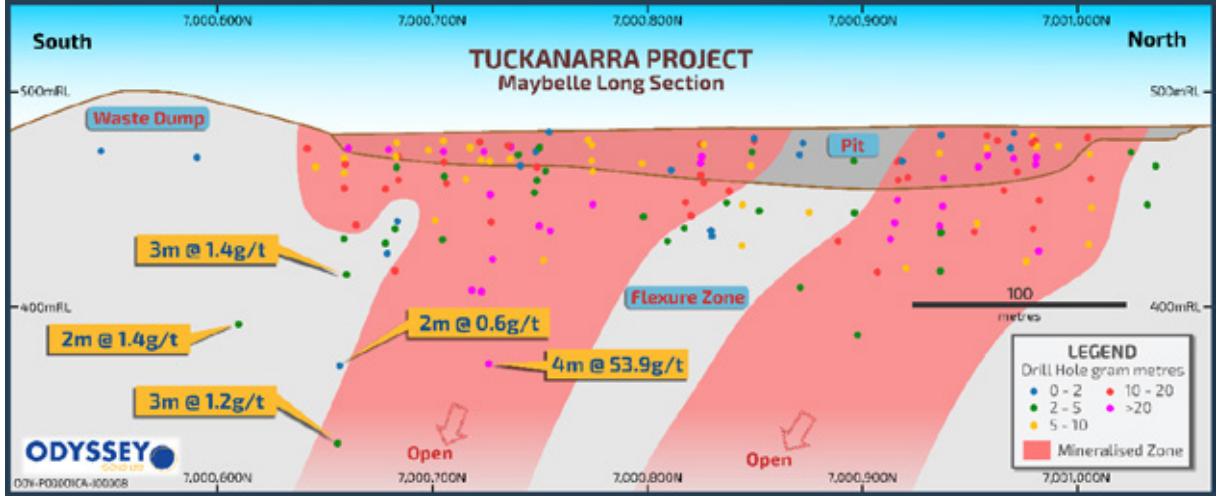 7,000,600N
7,000,700N
7,000,800N
7,000,900N
7,001,000N
South
North
TUCKANARRA PROJECT
Maybelle Long Section
500mRL
500mRL
Waste Dump
Pit
3m @ 1.4g/t
Flexure Zone
100
metres
400mRL
400mRL
2m @ 0.6g/t
2m @ 1.4g/t
4m @ 53.9g/t
3m @ 1.2g/t
LEGEND
Drill Hole gram metres
0 - 2
10 - 20
2 - 5
>20
5 - 10
Mineralised Zone
Open
Open
ODYSSEY
GOLD LTD
7,000,600N
7,000,700N
7,000,800N
7,000,900N
7,001,000N